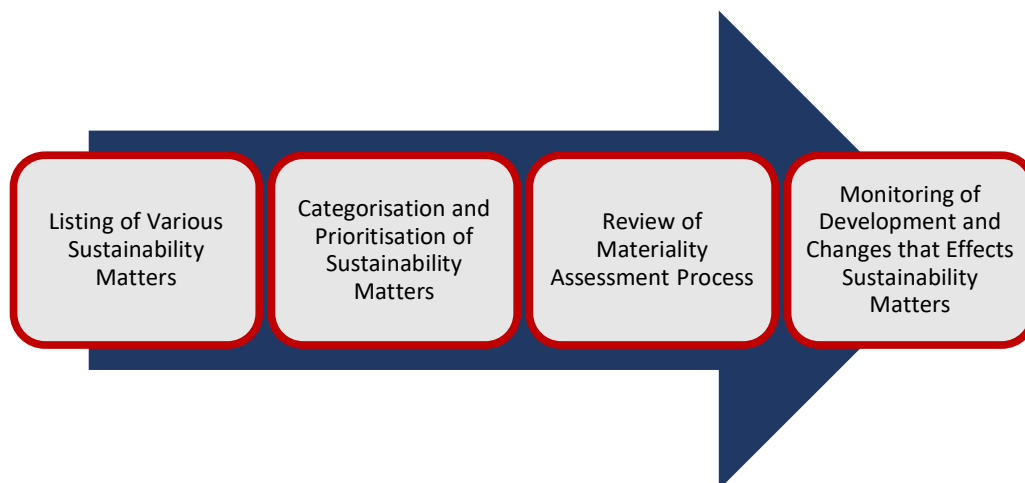 Listing of Various
Sustainability
Matters
Categorisation and
Prioritisation of
Sustainability
Matters
Review of
Materiality
Assessment Process
Monitoring of
Development and
Changes that Effects
Sustainability
Matters